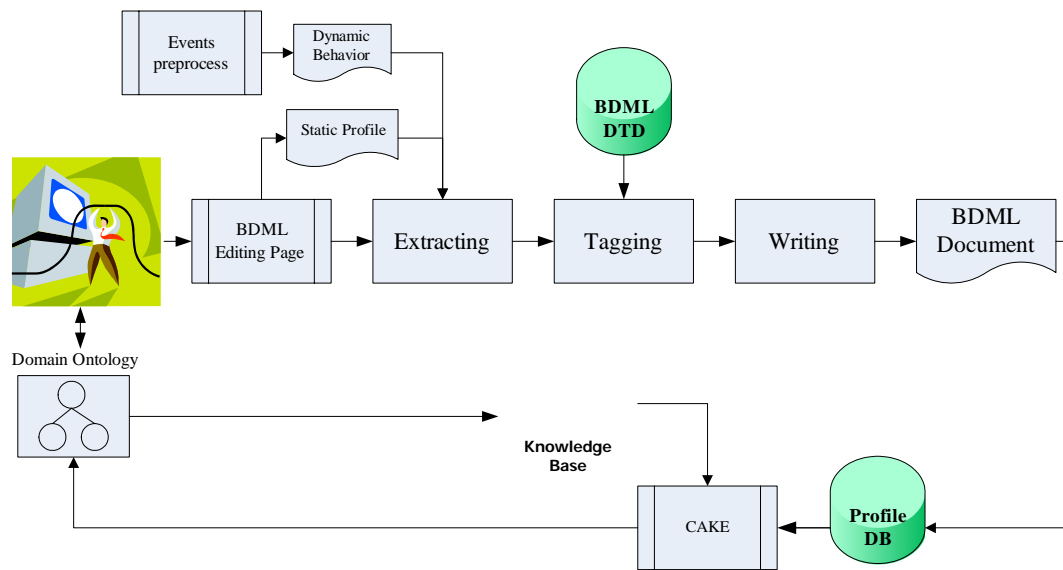 Events
preprocess
Dynamic
Behavior
Static Profile
BDML
DTD
BDML
Editing Page
Extracting
Tagging
Writing
BDML
Document
Domain Ontology
Knowledge
Base
CAKE
Profile
DB